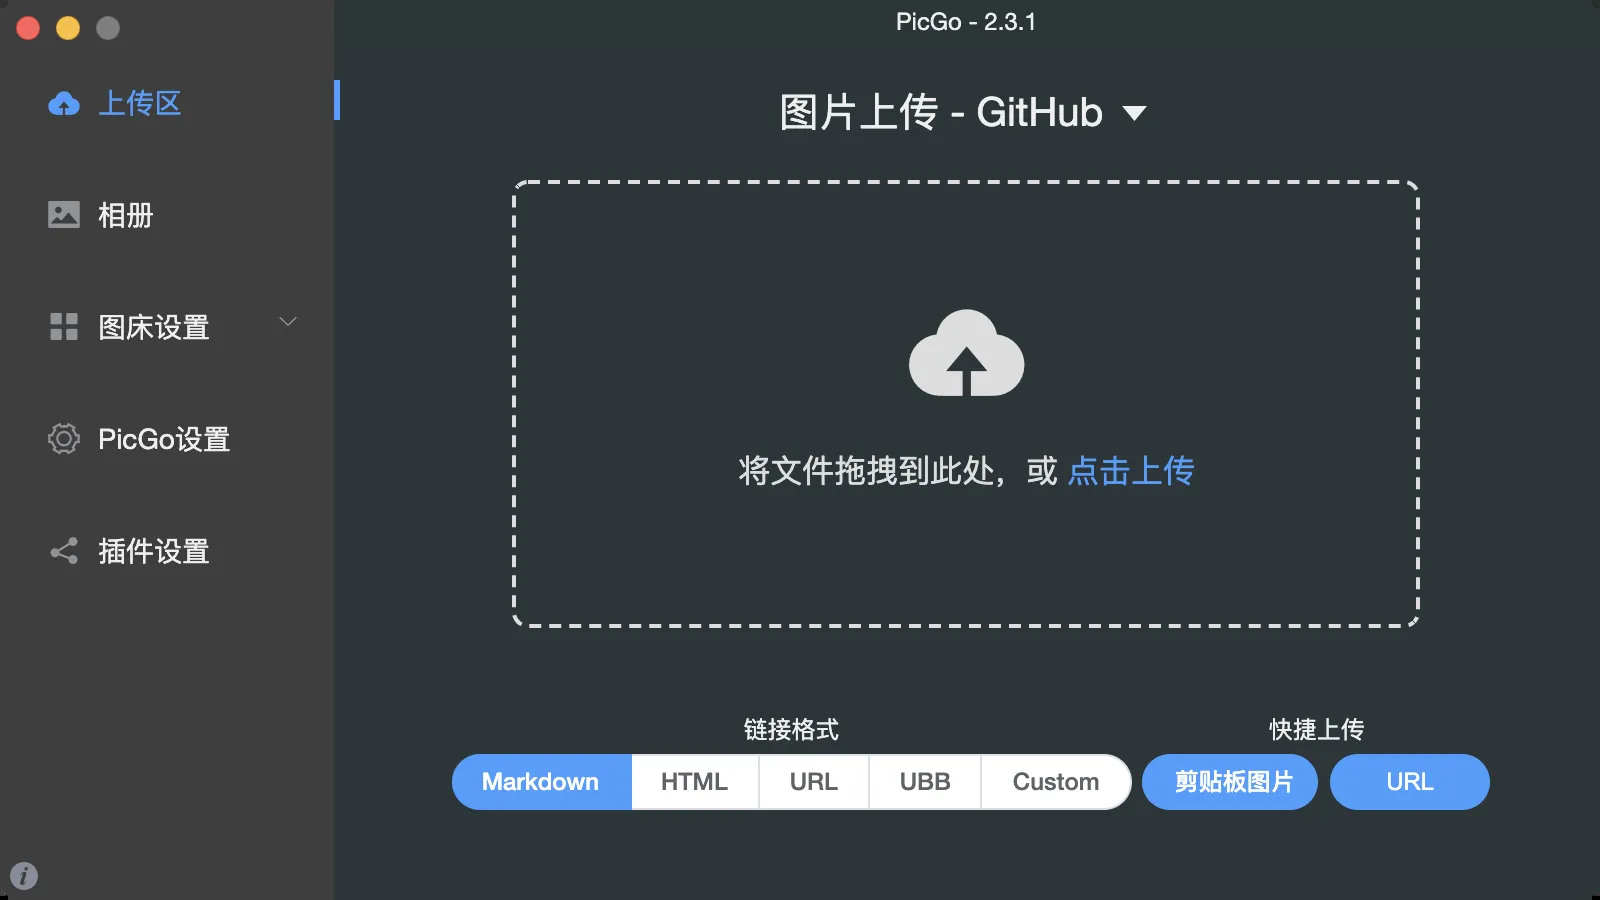 PicGo - 2.3.1
上传区
相册
图床设置
PicGo设置
插件设置
图片上传 - GitHub
将文件拖拽到此处，或 点击上传
链接格式
快捷上传
Markdown HTML URL UBB Custom
剪贴板图片 URL
i